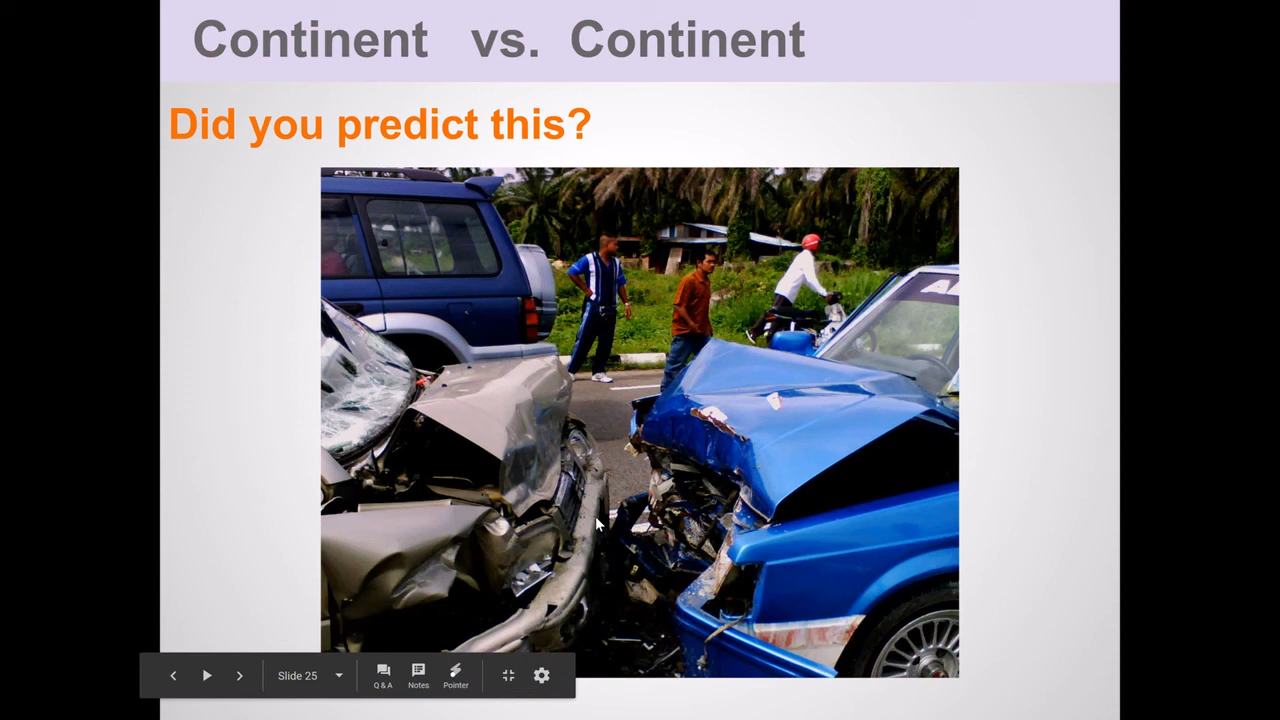 Continent vs. Continent
Did you predict this?
Slide 25
Q & A
Notes
Pointer